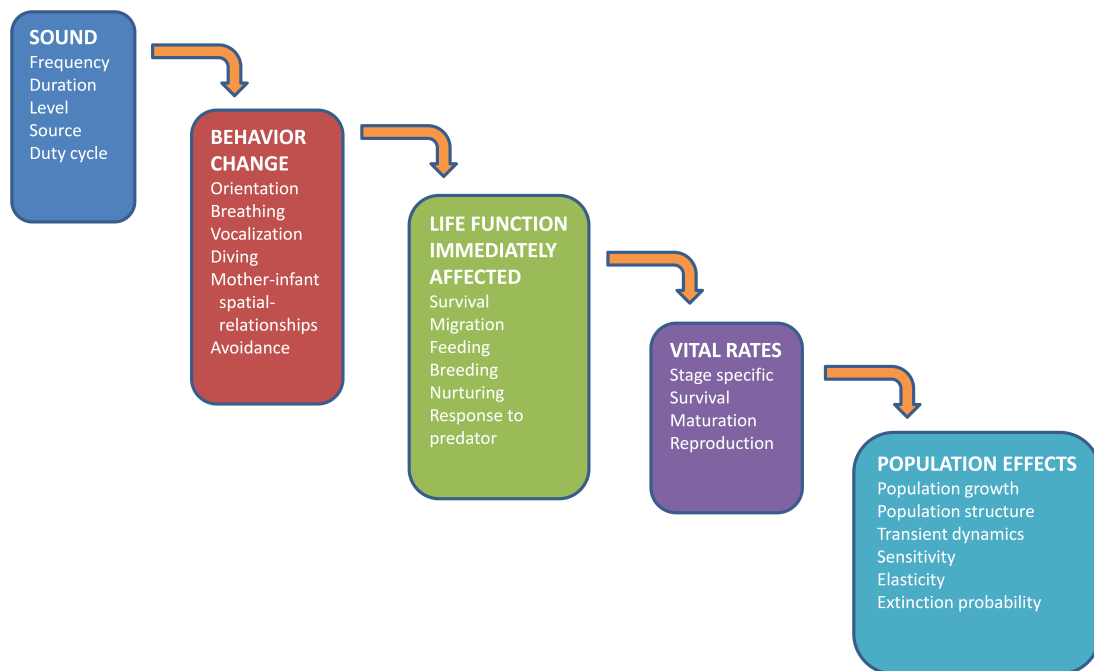 SOUND
Frequency
Duration
Level
Source
Duty cycle
BEHAVIOR
CHANGE
Orientation
Breathing
Vocalization
Diving
Mother-infant
spatial-
relationships
Avoidance
LIFE FUNCTION
IMMEDIATELY
AFFECTED
Survival
Migration
Feeding
Breeding
Nurturing
Response to
predator
VITAL RATES
Stage specific
Survival
Maturation
Reproduction
POPULATION EFFECTS
Population growth
Population structure
Transient dynamics
Sensitivity
Elasticity
Extinction probability